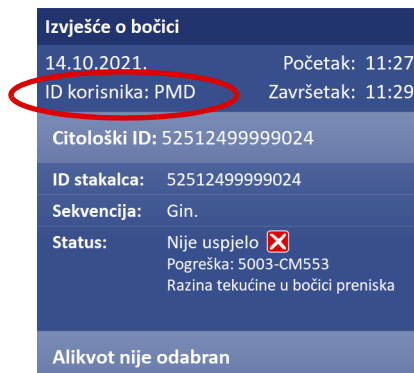 Izvješće o bočici
14.10.2021. Početak: 11:27
ID korisnika: PMD Završetak: 11:29
Citološki ID: 52512499999024
ID stakalca: 52512499999024
Sekvencija: Gin.
Status: Nije uspjelo
Pogreška: 5003-CM553
Razina tekućine u bočici preniska
Alikvot nije odabran